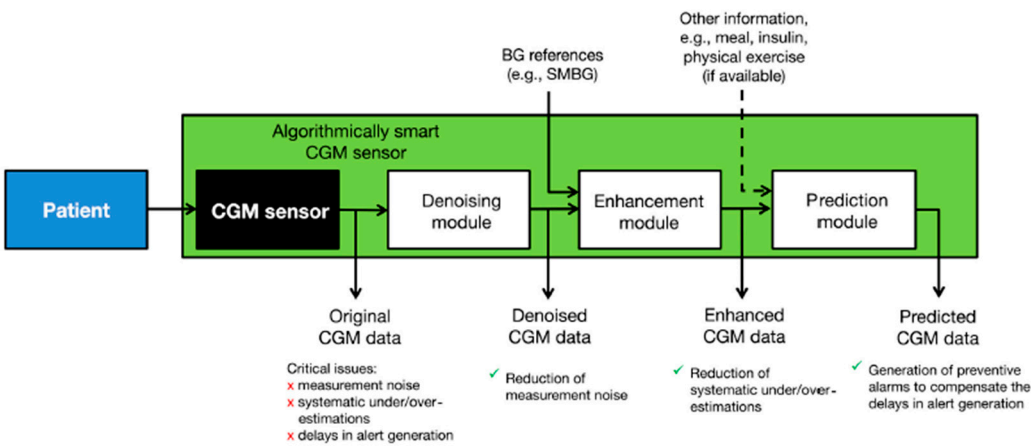 Other information,
e.g., meal, insulin,
physical exercise
(if available)
BG references
(e.g., SMBG)
Algorithmically smart
CGM sensor
Patient
CGM sensor
Denoising
module
Enhancement
module
Prediction
module
Original
CGM data
Denoised
CGM data
Enhanced
CGM data
Predicted
CGM data
Critical issues:
x measurement noise
x systematic under/over-
estimations
x delays in alert generation
✓ Reduction of
measurement noise
✓ Reduction of
systematic under/over-
estimations
✓ Generation of preventive
alarms to compensate the
delays in alert generation